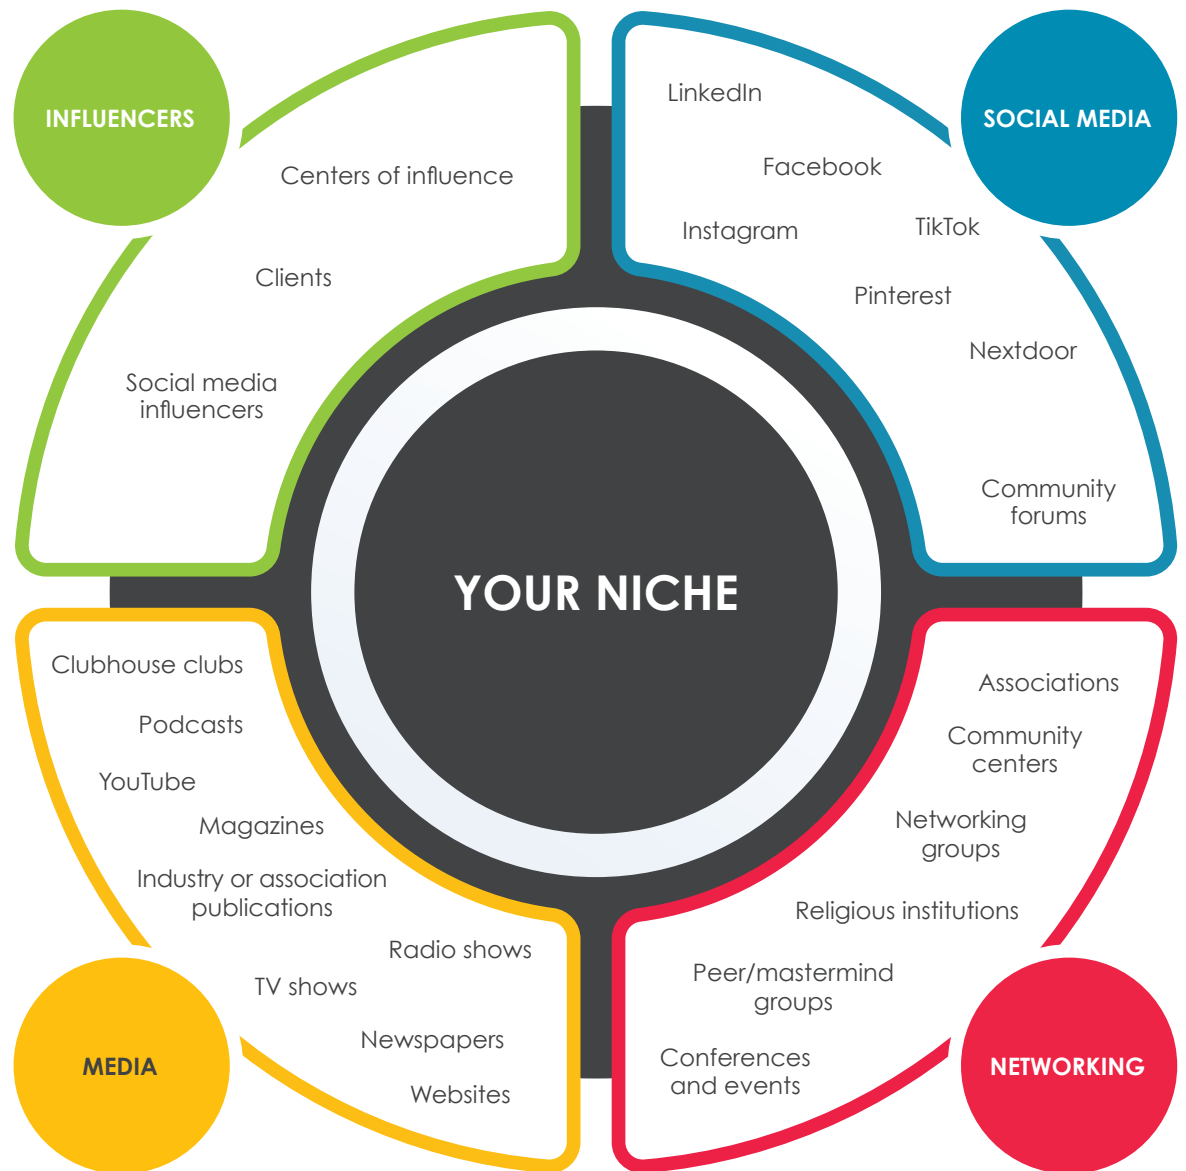 INFLUENCERS
Centers of influence
Clients
Social media
influencers
SOCIAL MEDIA
LinkedIn
Facebook
Instagram
TikTok
Pinterest
Nextdoor
Community
forums
YOUR NICHE
Clubhouse clubs
Podcasts
YouTube
Magazines
Industry or association
publications
Radio shows
TV shows
Newspapers
Websites
MEDIA
Associations
Community
centers
Networking
groups
Religious institutions
Peer/mastermind
groups
Conferences
and events
NETWORKING